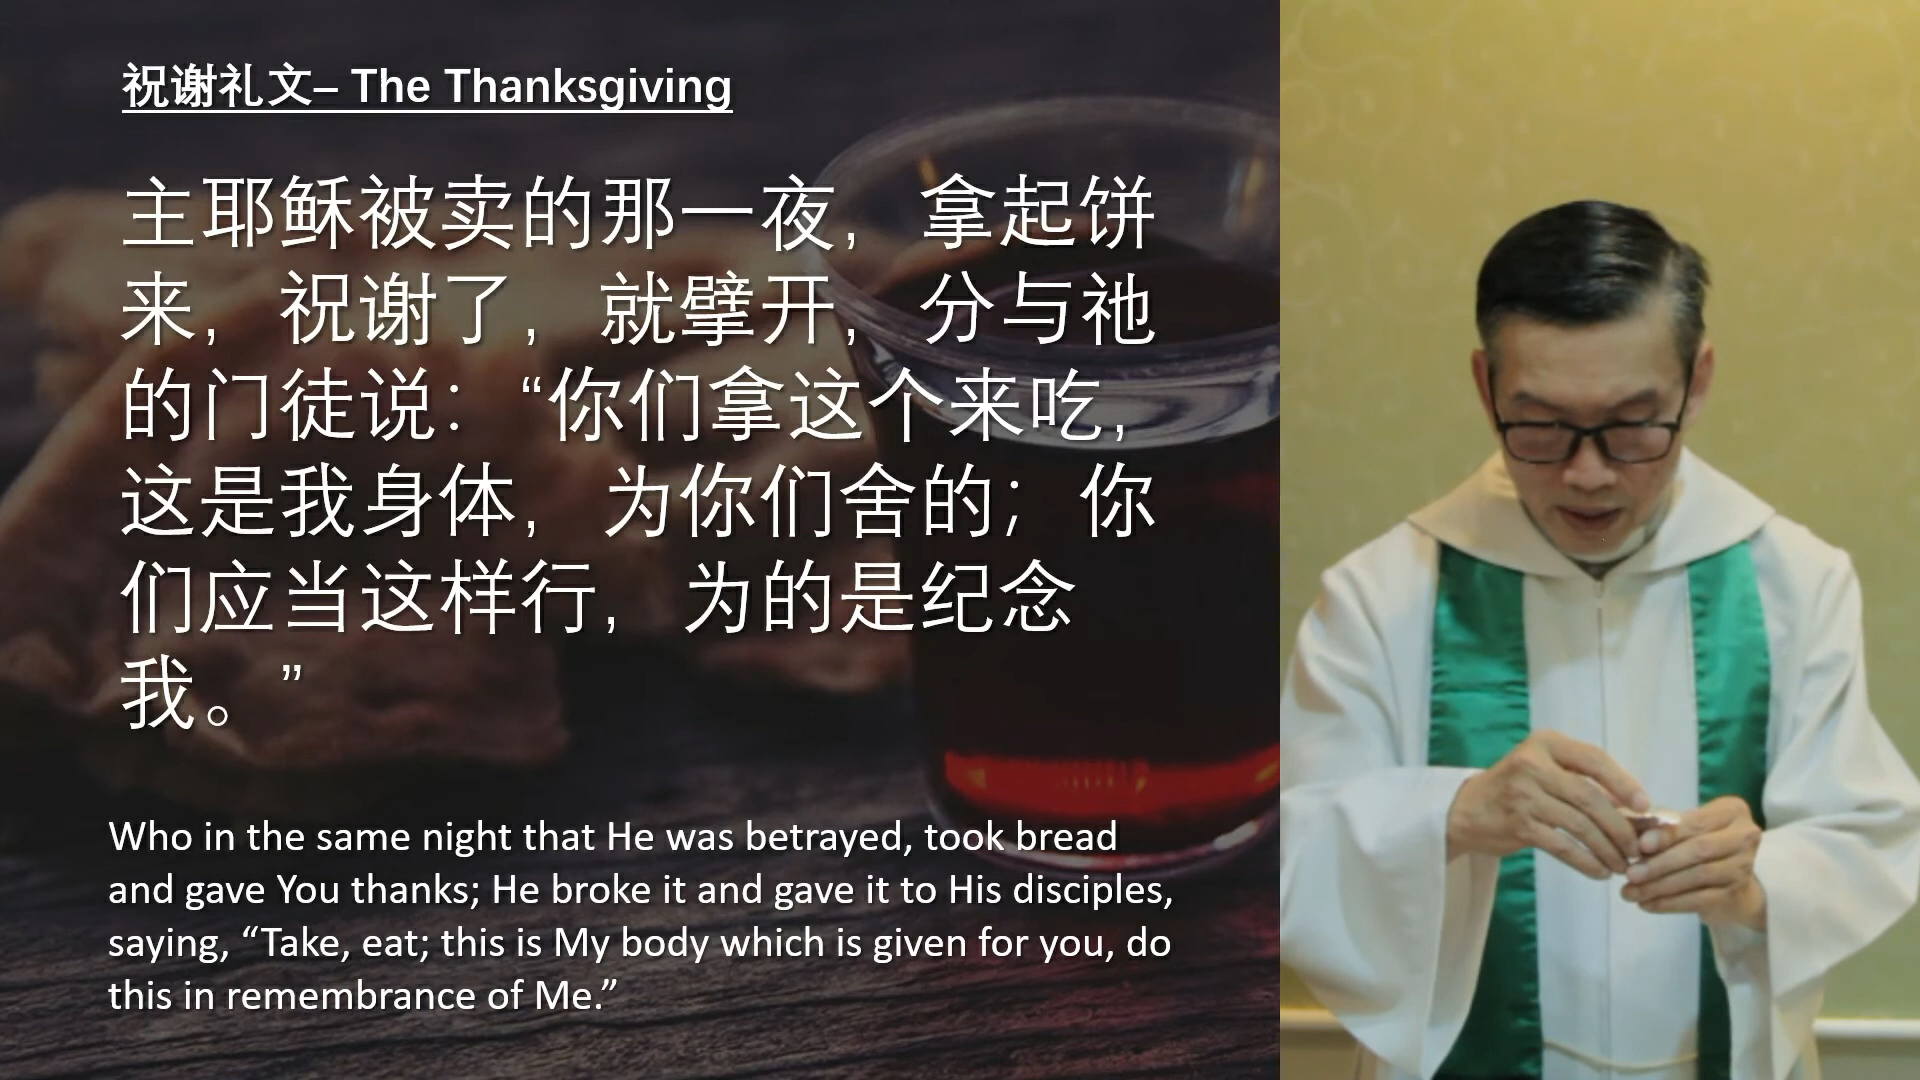 祝谢礼文– The Thanksgiving
主耶稣被卖的那一夜，拿起饼
来，祝谢了，就擘开，分与祂
的门徒说：“你们拿这个来吃，
这是我身体，为你们舍的；你
们应当这样行，为的是纪念
我。”
Who in the same night that He was betrayed, took bread
and gave You thanks; He broke it and gave it to His disciples,
saying, “Take, eat; this is My body which is given for you, do
this in remembrance of Me.”